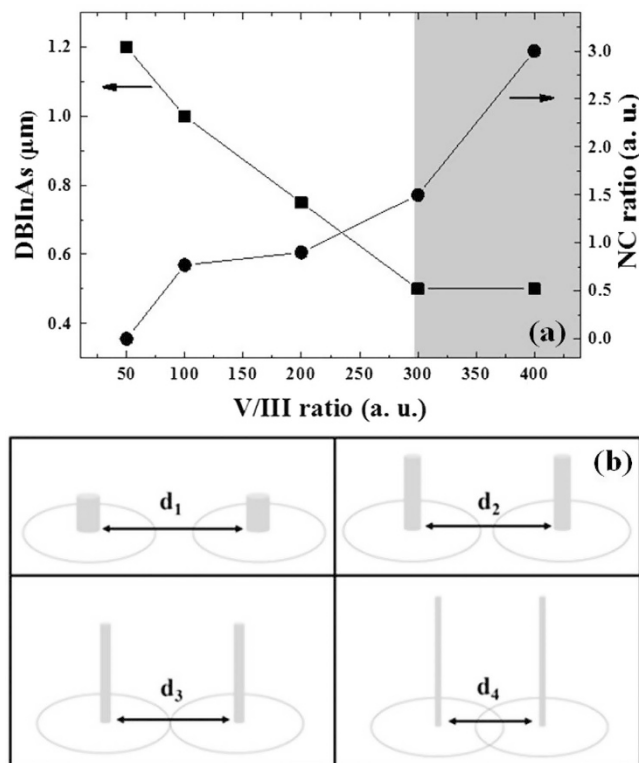 1.2
1.0
0.8
0.6
0.4
DBInAs (μm)
3.0
2.5
2.0
1.5
1.0
0.5
0.0
NC ratio (a. u.)
(a)
50 100 150 200 250 300 350 400
V/III ratio (a. u.)
(b)
d1
d2
d3
d4